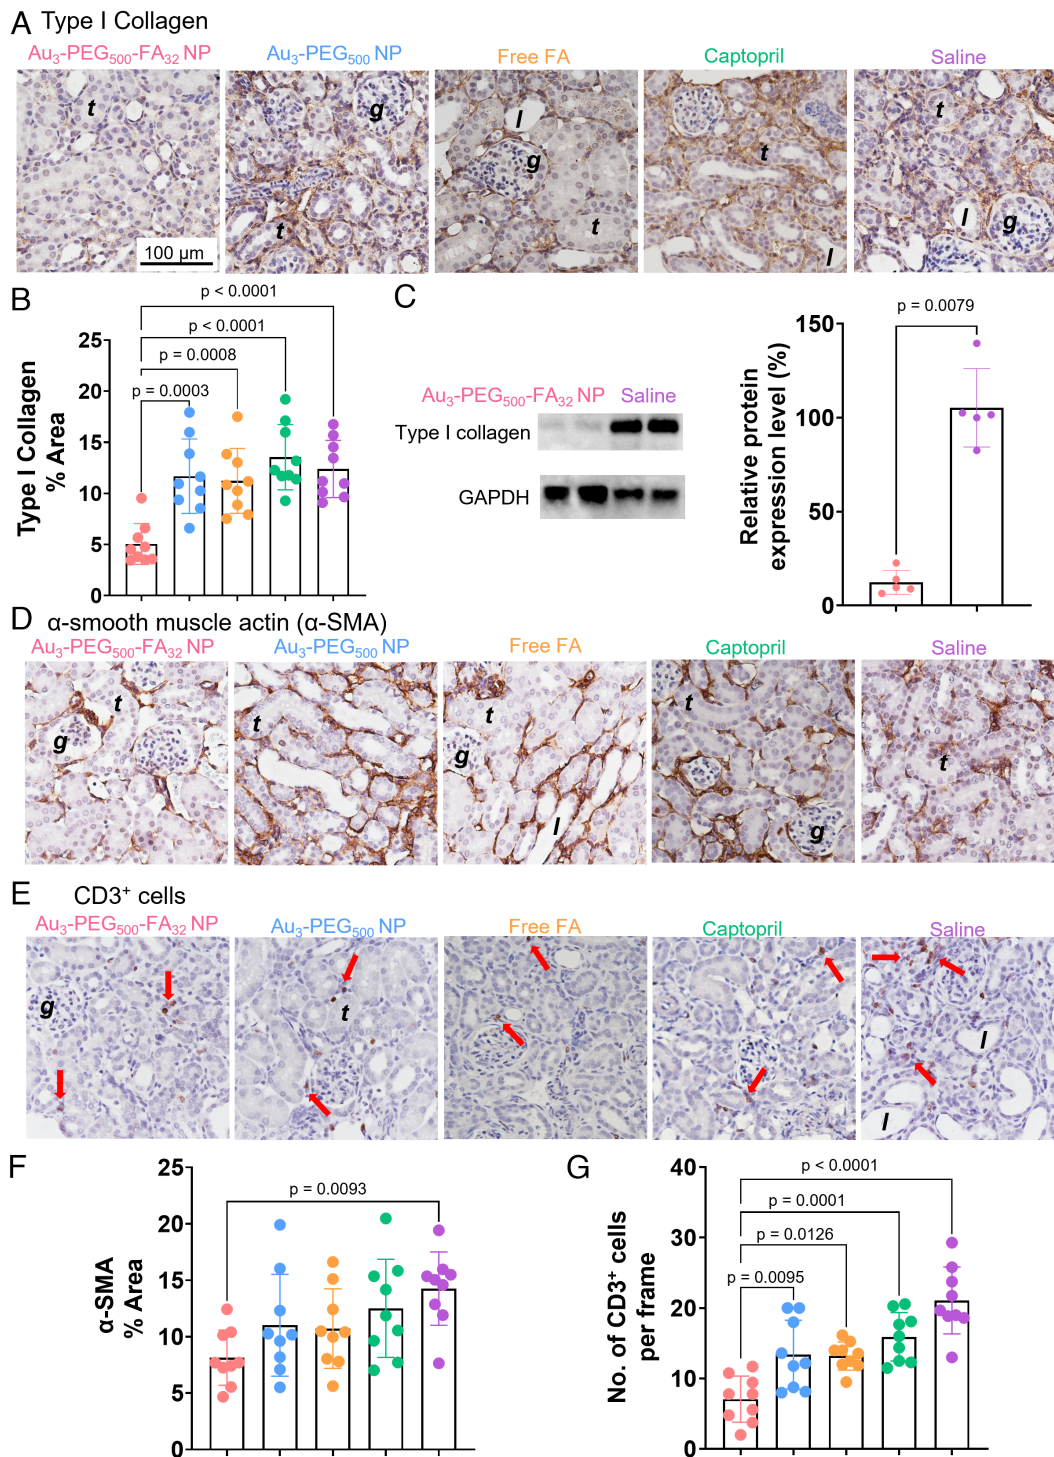 A Type I Collagen
Au3-PEG500-FA32 NP Au3-PEG500 NP Free FA Captopril Saline
t g l g t t l t l g
100 µm
B
p < 0.0001
p < 0.0001
p = 0.0008
p = 0.0003
Type I Collagen
% Area
25
20
15
10
5
0
C
Au3-PEG500-FA32 NP Saline
Type I collagen
GAPDH
p = 0.0079
Relative protein
expression level (%)
150
100
50
0
D α-smooth muscle actin (α-SMA)
Au3-PEG500-FA32 NP Au3-PEG500 NP Free FA Captopril Saline
t g t t g l t g t
E CD3+ cells
Au3-PEG500-FA32 NP Au3-PEG500 NP Free FA Captopril Saline
g t l l
F
p = 0.0093
α-SMA
% Area
25
20
15
10
5
0
G
p < 0.0001
p = 0.0001
p = 0.0126
p = 0.0095
No. of CD3+ cells
per frame
40
30
20
10
0